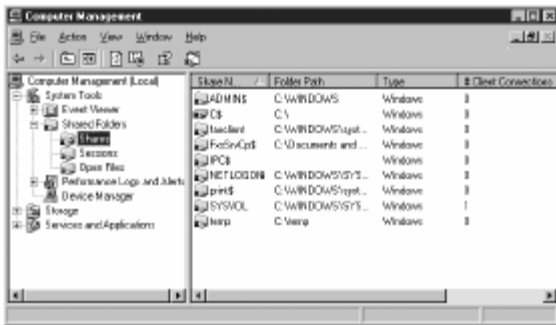 Computer Management
File Action View Window Help
Computer Management (Local)
System Tools
Event Viewer
Shared Folders
Shares
Sessions
Open Files
Performance Logs and Alerts
Device Manager
Storage
Services and Applications
Share N... Folder Path Type # Client Connections
ADMIN$ C:\WINDOWS Windows 0
C$ C:\ Windows 0
C:\WINDOWS\syst... Windows 0
FxsSrvCp$ C:\Documents and ... Windows 0
IPC$ Windows 0
NETLOGON C:\WINDOWS\SYS... Windows 0
print$ C:\WINDOWS\syst... Windows 0
SYSVOL C:\WINDOWS\SYS... Windows 1
temp C:\temp Windows 0